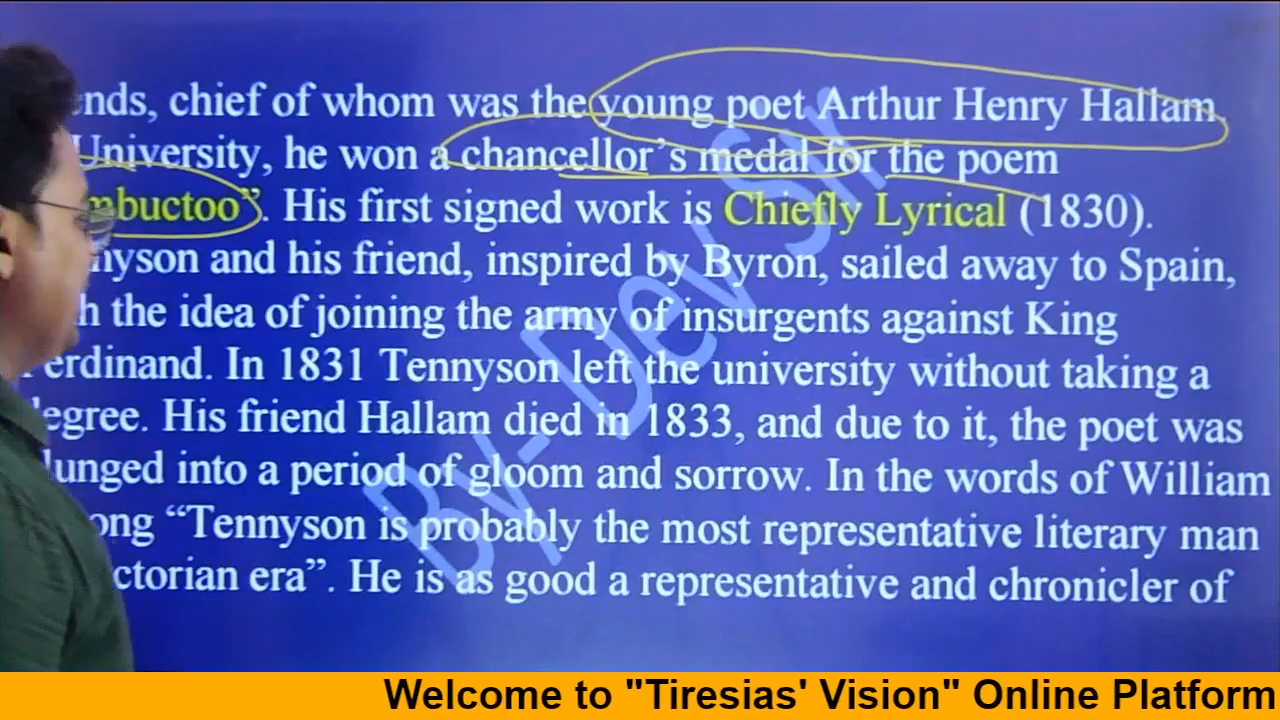 ends, chief of whom was the young poet Arthur Henry Hallam
University, he won a chancellor's medal for the poem
mbuctoo”. His first signed work is Chiefly Lyrical (1830).
nyson and his friend, inspired by Byron, sailed away to Spain,
h the idea of joining the army of insurgents against King
erdinand. In 1831 Tennyson left the university without taking a
egree. His friend Hallam died in 1833, and due to it, the poet was
lunged into a period of gloom and sorrow. In the words of William
ong “Tennyson is probably the most representative literary man
ctorian era”. He is as good a representative and chronicler of
By- Dev Sir
Welcome to "Tiresias' Vision" Online Platform